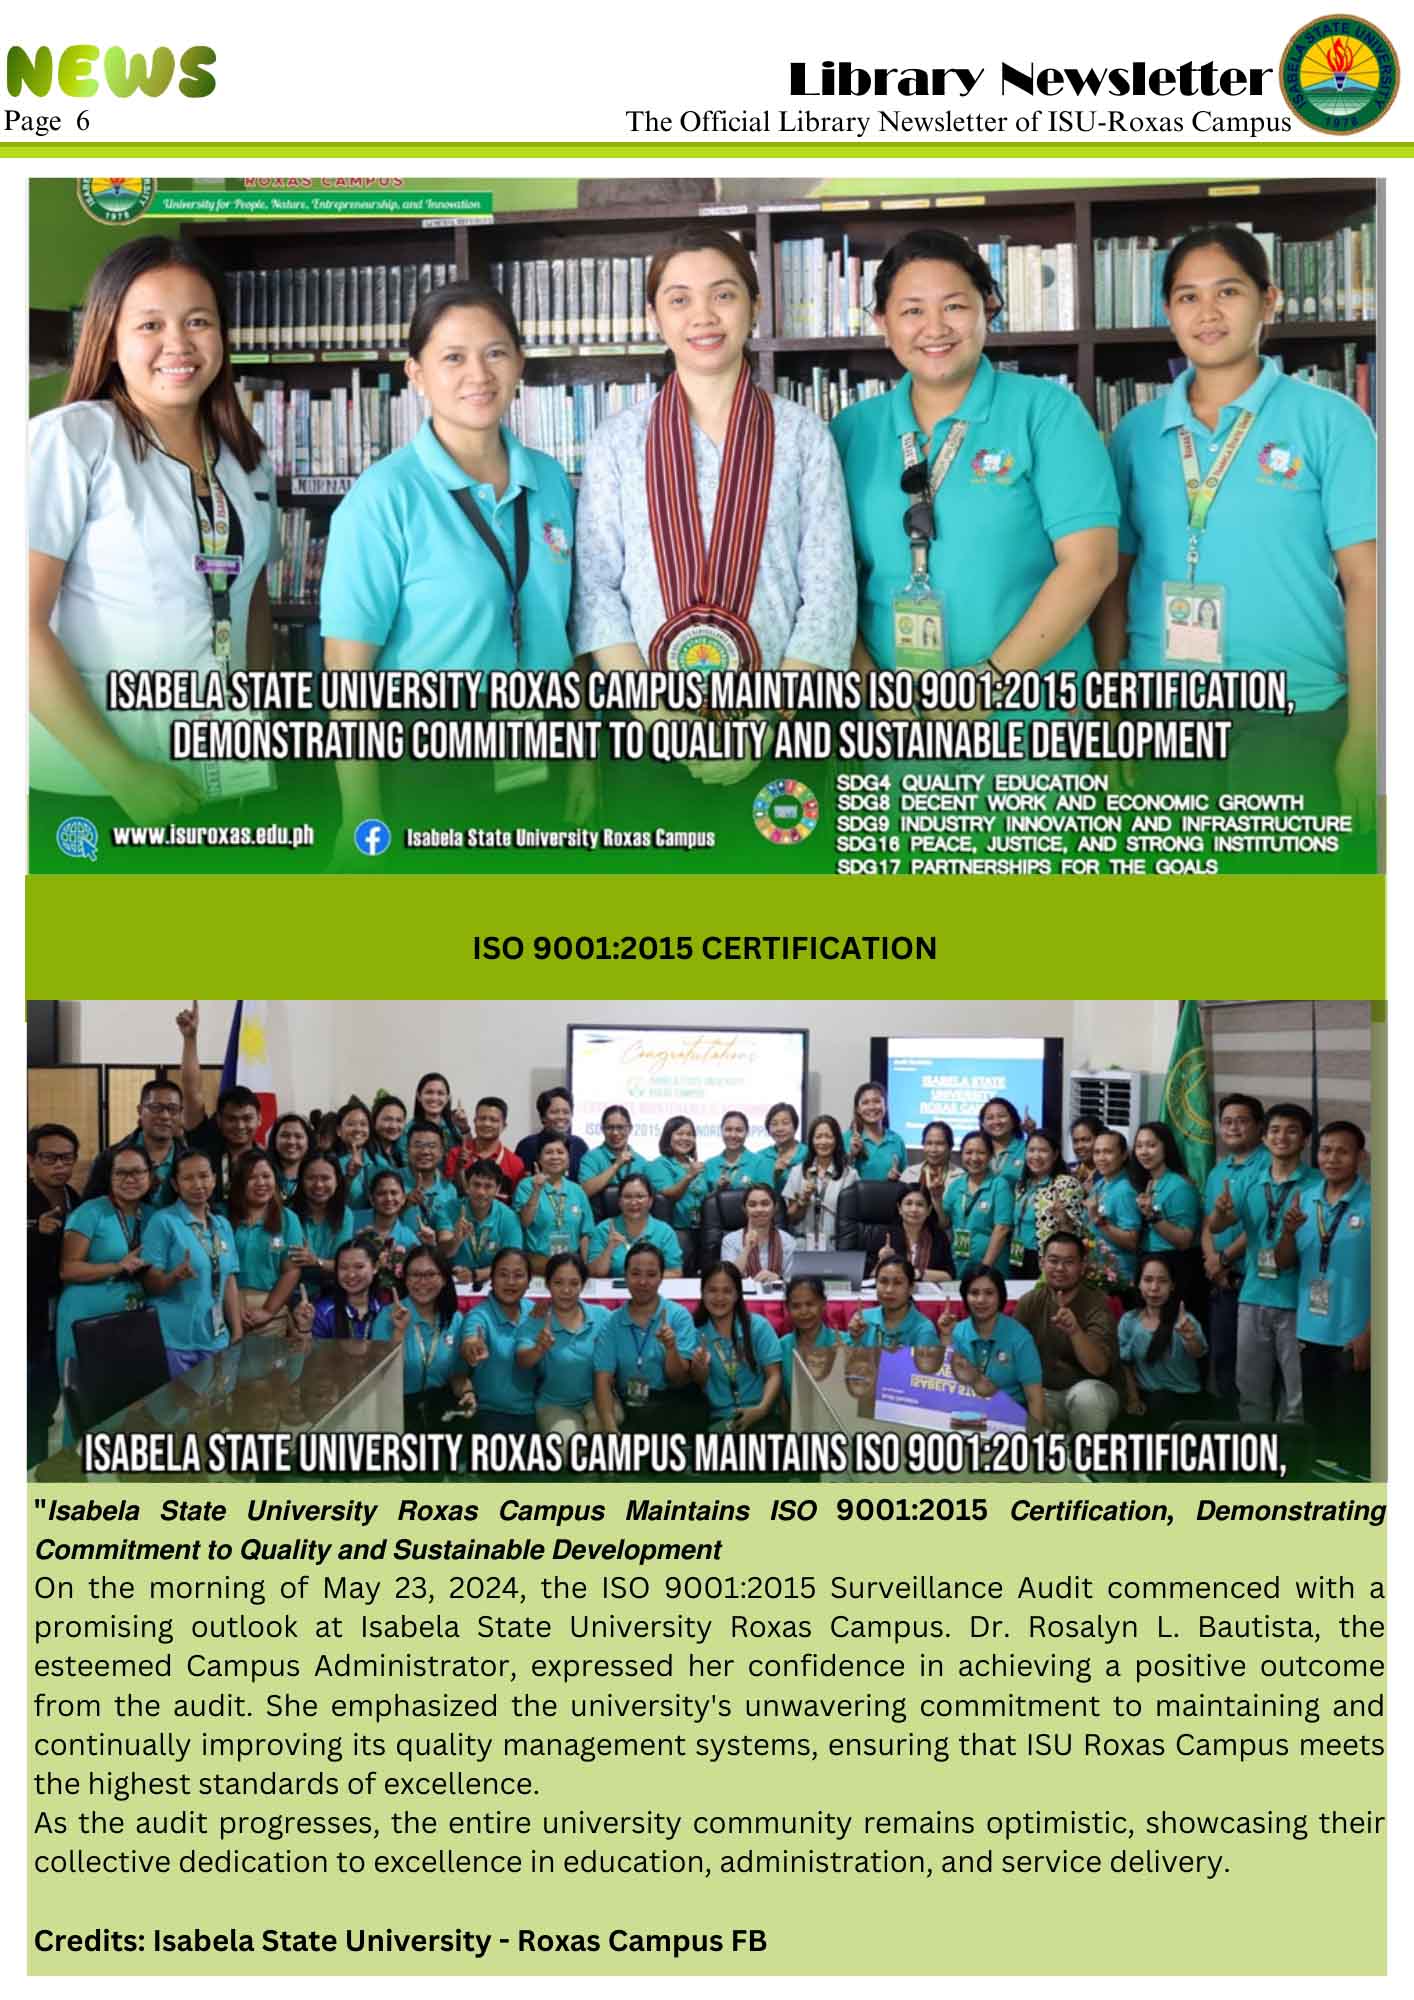 NEWS
Library Newsletter
Page 6
The Official Library Newsletter of ISU-Roxas Campus
ISABELA STATE UNIVERSITY
1978
ROXAS CAMPUS
University for People, Nature, Entrepreneurship, and Innovation
1978
JOURNAL
ISABELA STATE UNIVERSITY ROXAS CAMPUS MAINTAINS ISO 9001:2015 CERTIFICATION,
DEMONSTRATING COMMITMENT TO QUALITY AND SUSTAINABLE DEVELOPMENT
SDG4 QUALITY EDUCATION
SDG8 DECENT WORK AND ECONOMIC GROWTH
SDG9 INDUSTRY INNOVATION AND INFRASTRUCTURE
SDG16 PEACE, JUSTICE, AND STRONG INSTITUTIONS
SDG17 PARTNERSHIPS FOR THE GOALS
www.isuroxas.edu.ph
Isabela State University Roxas Campus
ISO 9001:2015 CERTIFICATION
Congratulations
ISABELA STATE
UNIVERSITY
ISABELA STATE UNIVERSITY ROXAS CAMPUS MAINTAINS ISO 9001:2015 CERTIFICATION,
"Isabela State University Roxas Campus Maintains ISO 9001:2015 Certification, Demonstrating
Commitment to Quality and Sustainable Development
On the morning of May 23, 2024, the ISO 9001:2015 Surveillance Audit commenced with a
promising outlook at Isabela State University Roxas Campus. Dr. Rosalyn L. Bautista, the
esteemed Campus Administrator, expressed her confidence in achieving a positive outcome
from the audit. She emphasized the university's unwavering commitment to maintaining and
continually improving its quality management systems, ensuring that ISU Roxas Campus meets
the highest standards of excellence.
As the audit progresses, the entire university community remains optimistic, showcasing their
collective dedication to excellence in education, administration, and service delivery.
Credits: Isabela State University - Roxas Campus FB